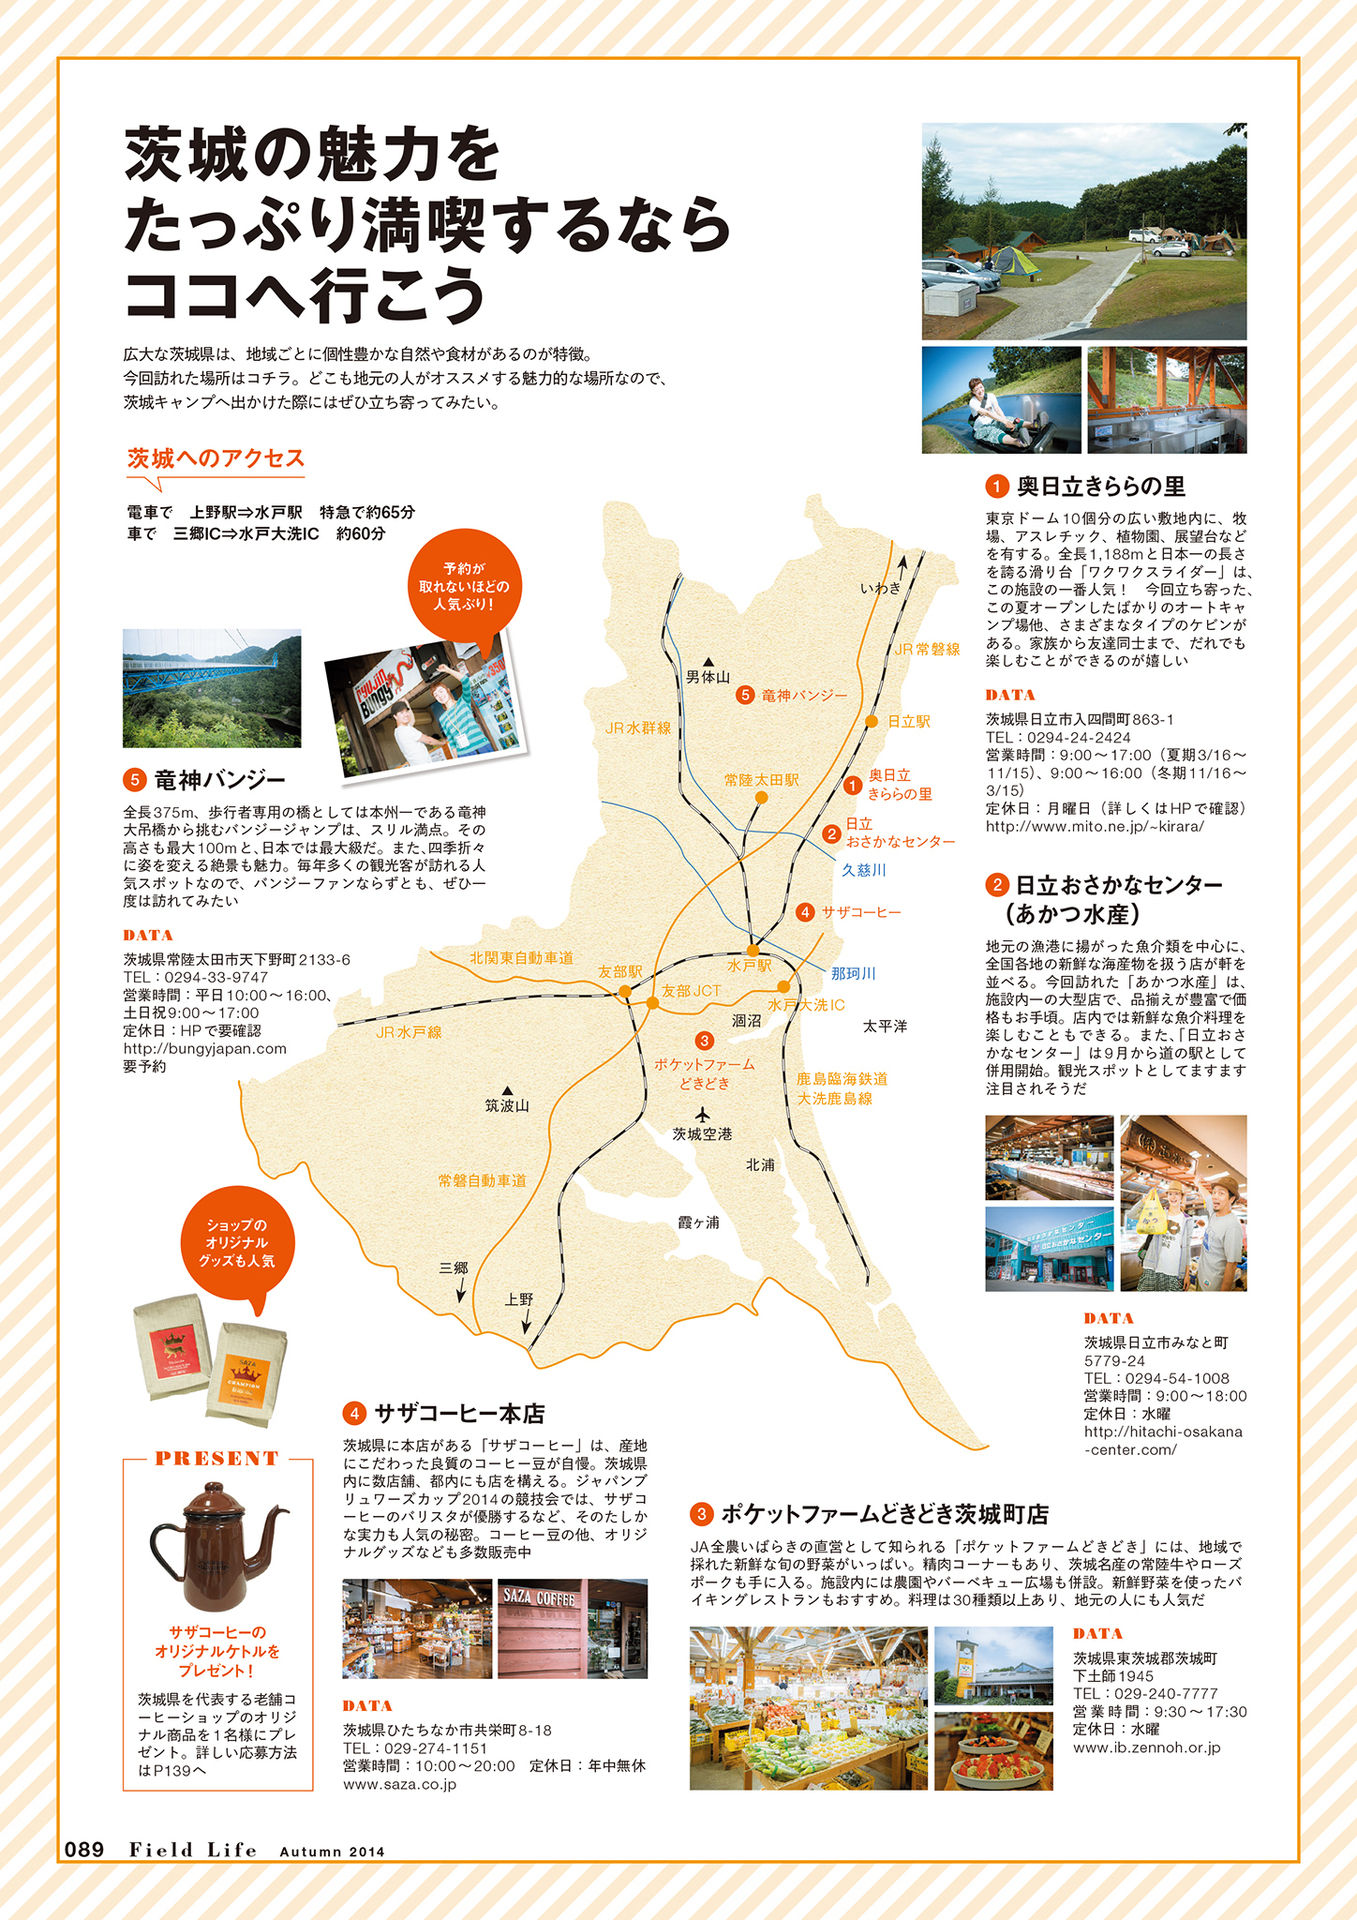 茨城の魅力を
たっぷり満喫するなら
ココへ行こう
広大な茨城県は、地域ごとに個性豊かな自然や食材があるのが特徴。
今回訪れた場所はコチラ。どこも地元の人がオススメする魅力的な場所なので、
茨城キャンプへ出かけた際にはぜひ立ち寄ってみたい。
茨城へのアクセス
電車で　上野駅⇒水戸駅　特急で約65分
車で　三郷IC⇒水戸大洗IC　約60分
予約が
取れないほどの
人気ぶり！
ryujin
Bungy
5 竜神バンジー
全長375m、歩行者専用の橋としては本州一である竜神
大吊橋から挑むバンジージャンプは、スリル満点。その
高さも最大100mと、日本では最大級だ。また、四季折々
に姿を変える絶景も魅力。毎年多くの観光客が訪れる人
気スポットなので、バンジーファンならずとも、ぜひ一
度は訪れてみたい
DATA
茨城県常陸太田市天下野町2133-6
TEL：0294-33-9747
営業時間：平日10:00〜16:00、
土日祝9:00〜17:00
定休日：HPで要確認
http://bungyjapan.com
要予約
いわき
JR常磐線
男体山
5 竜神バンジー
JR水群線
日立駅
常陸太田駅
1 奥日立
きららの里
2 日立
おさかなセンター
久慈川
4 サザコーヒー
北関東自動車道
友部駅
水戸駅
那珂川
友部JCT
水戸大洗IC
JR水戸線
涸沼
太平洋
3
ポケットファーム
どきどき
鹿島臨海鉄道
大洗鹿島線
筑波山
茨城空港
北浦
常磐自動車道
霞ヶ浦
三郷
上野
1 奥日立きららの里
東京ドーム10個分の広い敷地内に、牧
場、アスレチック、植物園、展望台など
を有する。全長1,188mと日本一の長さ
を誇る滑り台「ワクワクスライダー」は、
この施設の一番人気！　今回立ち寄った、
この夏オープンしたばかりのオートキャ
ンプ場他、さまざまなタイプのケビンが
ある。家族から友達同士まで、だれでも
楽しむことができるのが嬉しい
DATA
茨城県日立市入四間町863-1
TEL：0294-24-2424
営業時間：9:00〜17:00（夏期3/16〜
11/15）、9:00〜16:00（冬期11/16〜
3/15）
定休日：月曜日（詳しくはHPで確認）
http://www.mito.ne.jp/~kirara/
2 日立おさかなセンター
（あかつ水産）
地元の漁港に揚がった魚介類を中心に、
全国各地の新鮮な海産物を扱う店が軒を
並べる。今回訪れた「あかつ水産」は、
施設内一の大型店で、品揃えが豊富で価
格もお手頃。店内では新鮮な魚介料理を
楽しむこともできる。また、「日立おさ
かなセンター」は9月から道の駅として
併用開始。観光スポットとしてますます
注目されそうだ
日立おさかなセンター
DATA
茨城県日立市みなと町
5779-24
TEL：0294-54-1008
営業時間：9:00〜18:00
定休日：水曜
http://hitachi-osakana
-center.com/
ショップの
オリジナル
グッズも人気
SAZA
CHAMPION
PRESENT
サザコーヒーの
オリジナルケトルを
プレゼント！
茨城県を代表する老舗コ
ーヒーショップのオリジ
ナル商品を1名様にプレ
ゼント。詳しい応募方法
はP139へ
4 サザコーヒー本店
茨城県に本店がある「サザコーヒー」は、産地
にこだわった良質のコーヒー豆が自慢。茨城県
内に数店舗、都内にも店を構える。ジャパンブ
リュワーズカップ2014の競技会では、サザコ
ーヒーのバリスタが優勝するなど、そのたしか
な実力も人気の秘密。コーヒー豆の他、オリジ
ナルグッズなども多数販売中
SAZA COFFEE
DATA
茨城県ひたちなか市共栄町8-18
TEL：029-274-1151
営業時間：10:00〜20:00　定休日：年中無休
www.saza.co.jp
3 ポケットファームどきどき茨城町店
JA全農いばらきの直営として知られる「ポケットファームどきどき」には、地域で
採れた新鮮な旬の野菜がいっぱい。精肉コーナーもあり、茨城名産の常陸牛やローズ
ポークも手に入る。施設内には農園やバーベキュー広場も併設。新鮮野菜を使ったバ
イキングレストランもおすすめ。料理は30種類以上あり、地元の人にも人気だ
DATA
茨城県東茨城郡茨城町
下土師1945
TEL：029-240-7777
営業時間：9:30〜17:30
定休日：水曜
www.ib.zennoh.or.jp
089 Field Life Autumn 2014